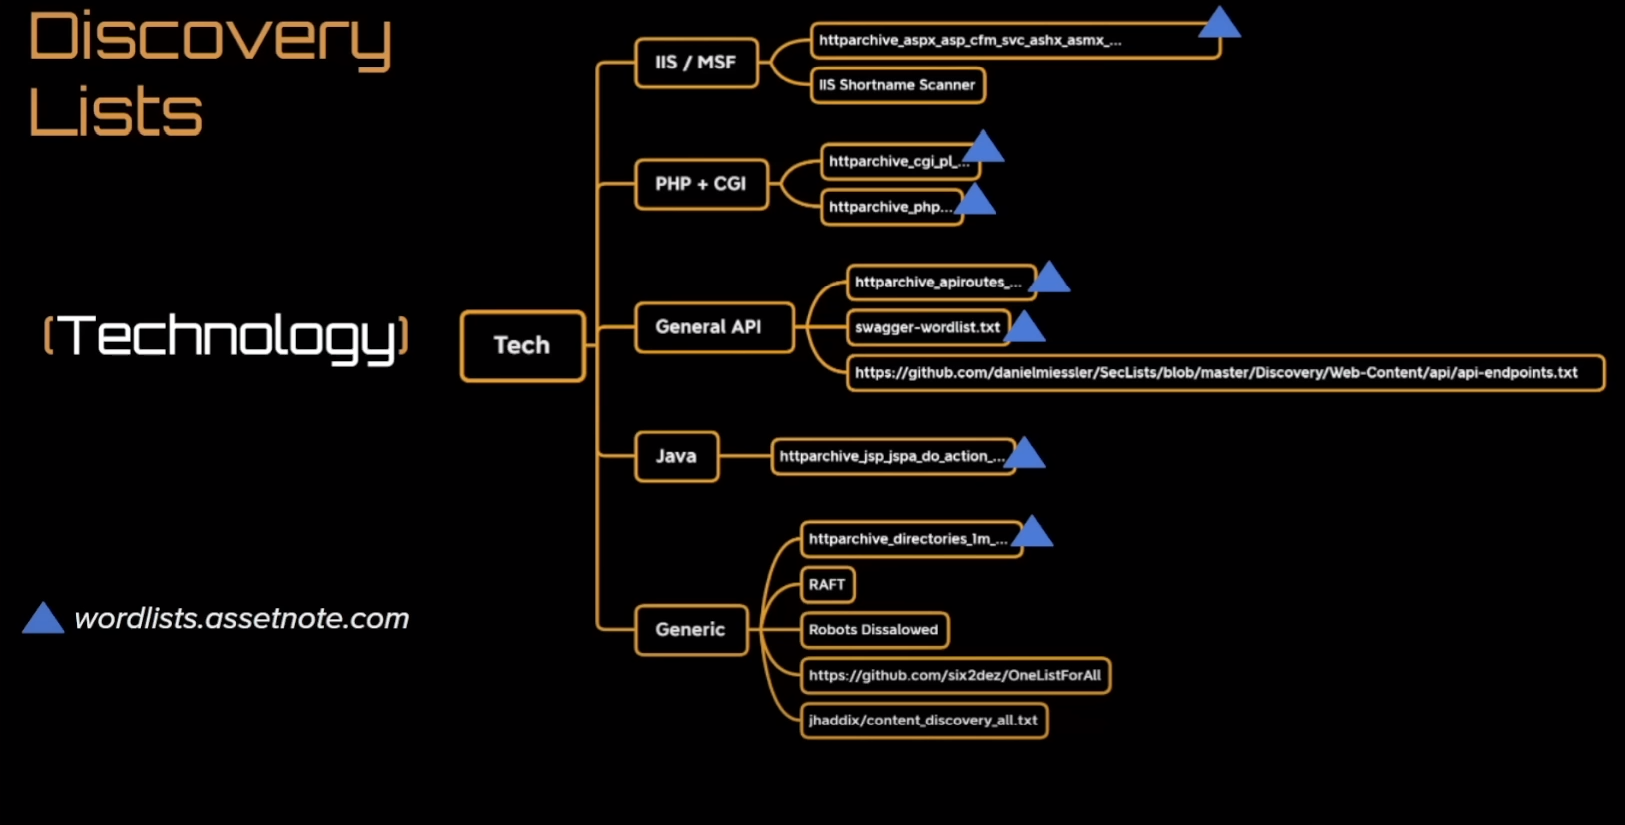 Discovery
Lists
(Technology)
wordlists.assetnote.com
Tech
IIS / MSF
httparchive_aspx_asp_cfm_svc_ashx_asmx_...
IIS Shortname Scanner
PHP + CGI
httparchive_cgi_pl_...
httparchive_php...
General API
httparchive_apiroutes_...
swagger-wordlist.txt
https://github.com/danielmiessler/SecLists/blob/master/Discovery/Web-Content/api/api-endpoints.txt
Java
httparchive_jsp_jspa_do_action_...
Generic
httparchive_directories_1m_...
RAFT
Robots Dissalowed
https://github.com/six2dez/OneListForAll
jhaddix/content_discovery_all.txt